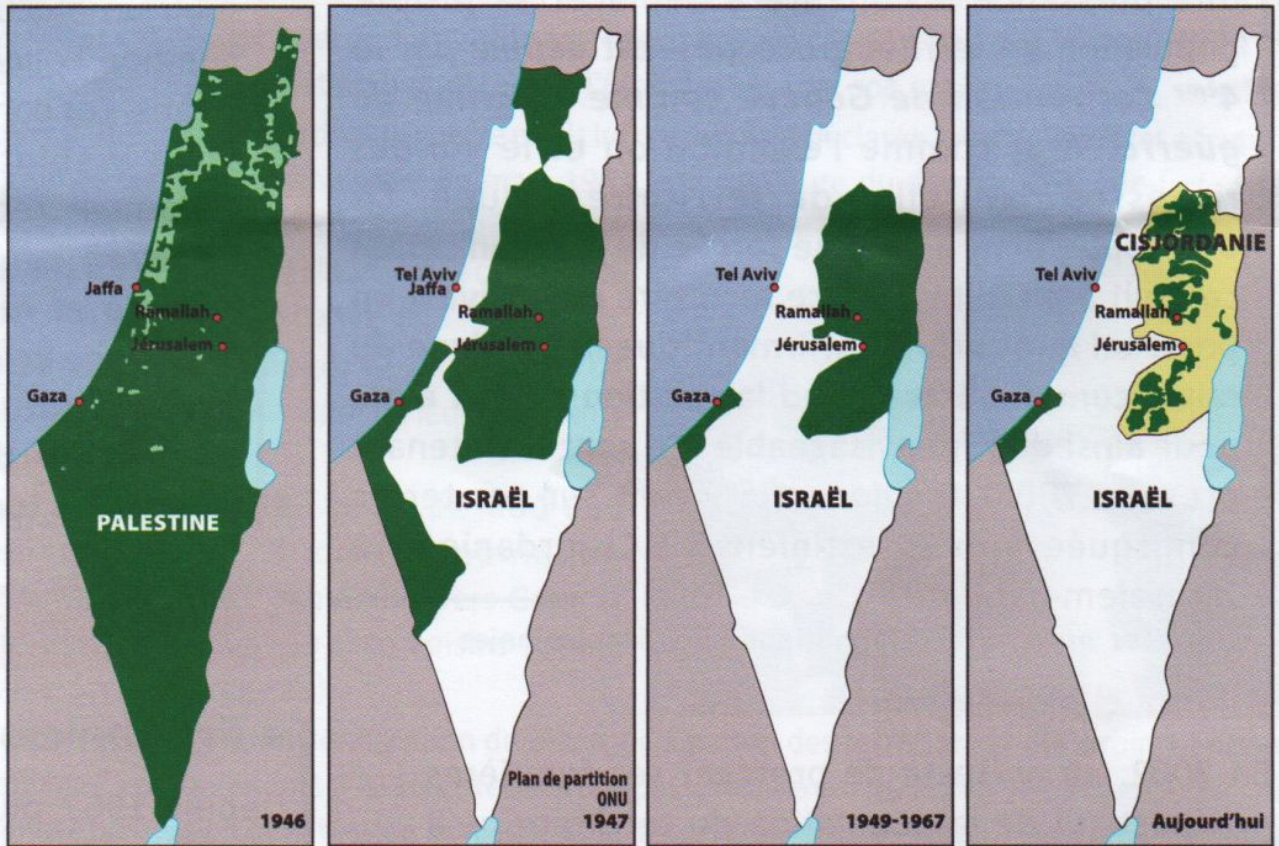 Jaffa
Ramallah
Jérusalem
Gaza
PALESTINE
1946
Tel Aviv
Jaffa
Ramallah
Jérusalem
Gaza
ISRAËL
Plan de partition
ONU
1947
Tel Aviv
Ramallah
Jérusalem
Gaza
ISRAËL
1949-1967
CISJORDANIE
Tel Aviv
Ramallah
Jérusalem
Gaza
ISRAËL
Aujourd'hui